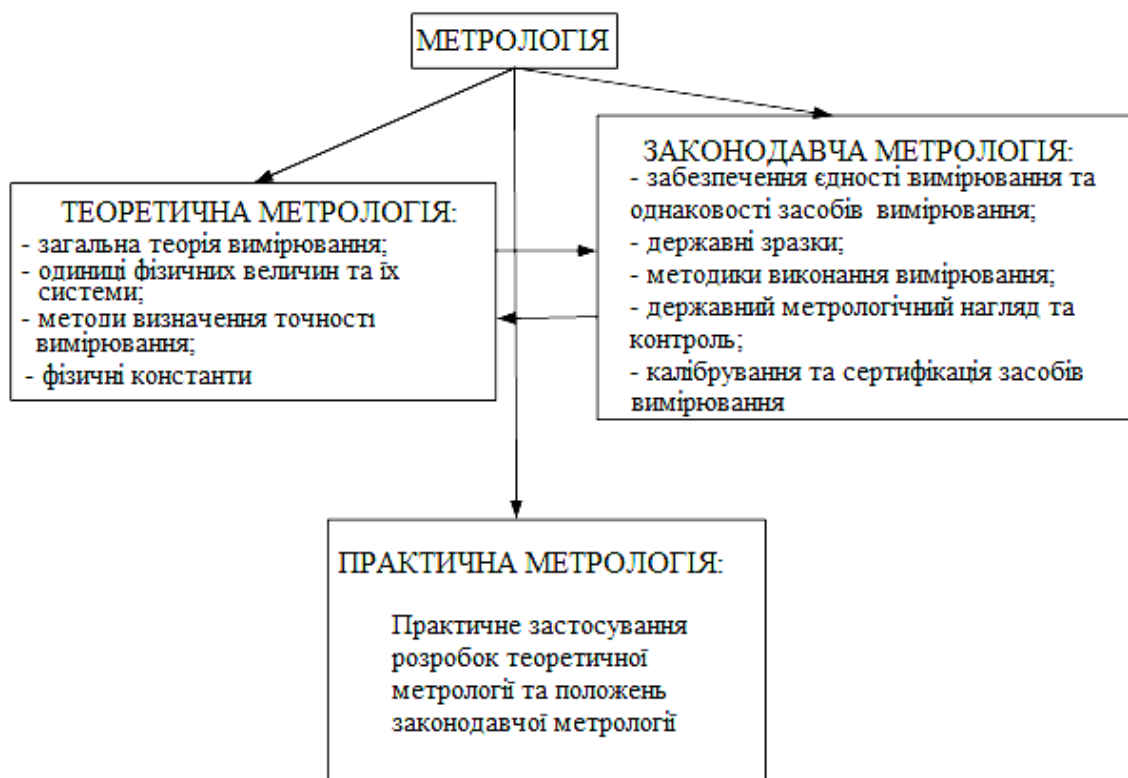 МЕТРОЛОГІЯ
ТЕОРЕТИЧНА МЕТРОЛОГІЯ:
- загальна теорія вимірювання;
- одиниці фізичних величин та їх
системи;
- методи визначення точності
вимірювання;
- фізичні константи
ЗАКОНОДАВЧА МЕТРОЛОГІЯ:
- забезпечення єдності вимірювання та
однаковості засобів вимірювання;
- державні зразки;
- методики виконання вимірювання;
- державний метрологічний нагляд та
контроль;
- калібрування та сертифікація засобів
вимірювання
ПРАКТИЧНА МЕТРОЛОГІЯ:
Практичне застосування
розробок теоретичної
метрології та положень
законодавчої метрології